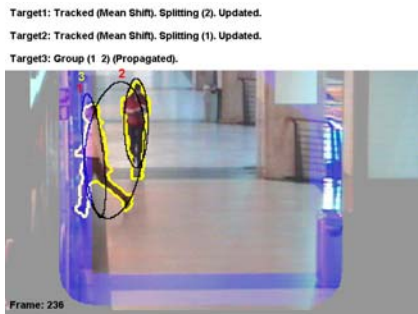 Target1: Tracked (Mean Shift). Splitting (2). Updated.
Target2: Tracked (Mean Shift). Splitting (1). Updated.
Target3: Group (1 2) (Propagated).
3
2
Frame: 236